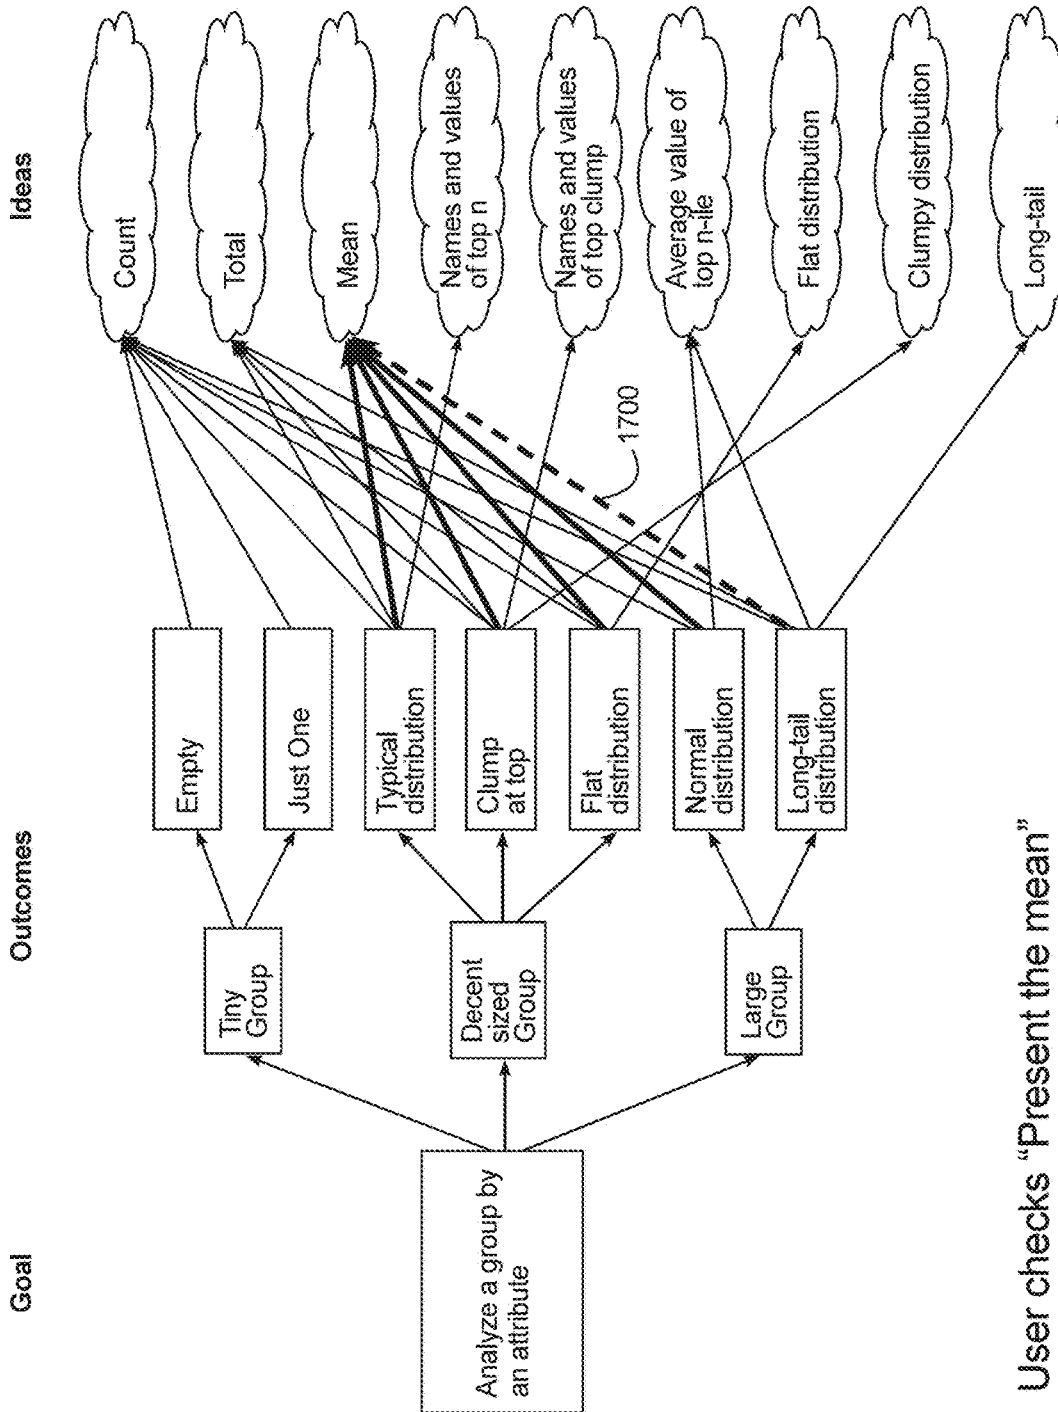 Goal
Outcomes
Ideas
Analyze a group by
an attribute
Tiny
Group
Decent
sized
Group
Large
Group
Empty
Just One
Typical
distribution
Clump
at top
Flat
distribution
Normal
distribution
Long-tail
distribution
1700
Count
Total
Mean
Names and values
of top n
Names and values
of top clump
Average value of
top n-ile
Flat distribution
Clumpy distribution
Long-tail
User checks “Present the mean”